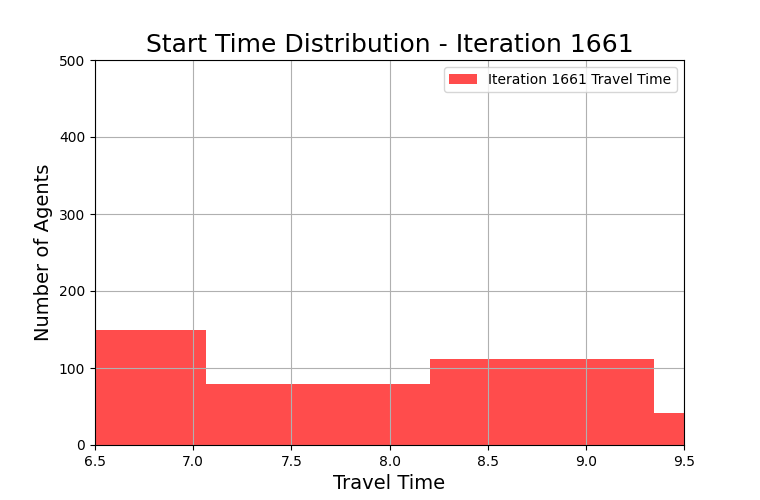 Start Time Distribution - Iteration 1661
Iteration 1661 Travel Time
Number of Agents
500
400
300
200
100
0
6.5 7.0 7.5 8.0 8.5 9.0 9.5
Travel Time